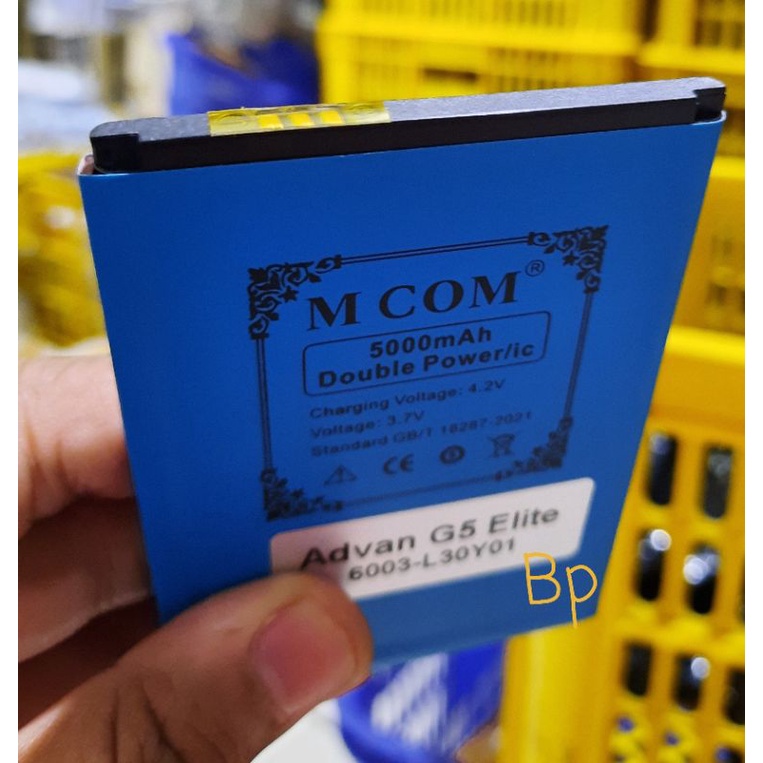 M COM®
5000mAh
Double Power/ic
Charging Voltage: 4.2V
Voltage: 3.7V
Standard GB/T 18287-2021
CE
Advan G5 Elite
6003-L30Y01
Bp